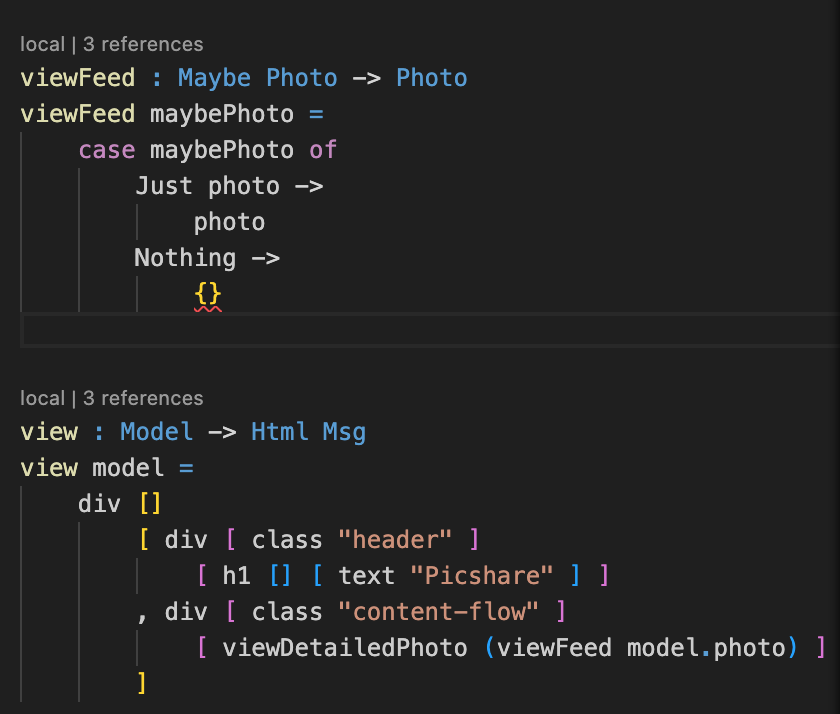 local | 3 references
viewFeed : Maybe Photo -> Photo
viewFeed maybePhoto =
    case maybePhoto of
        Just photo ->
            photo
        Nothing ->
            {}
local | 3 references
view : Model -> Html Msg
view model =
    div []
        [ div [ class "header" ]
            [ h1 [] [ text "Picshare" ] ]
        , div [ class "content-flow" ]
            [ viewDetailedPhoto (viewFeed model.photo) ]
        ]